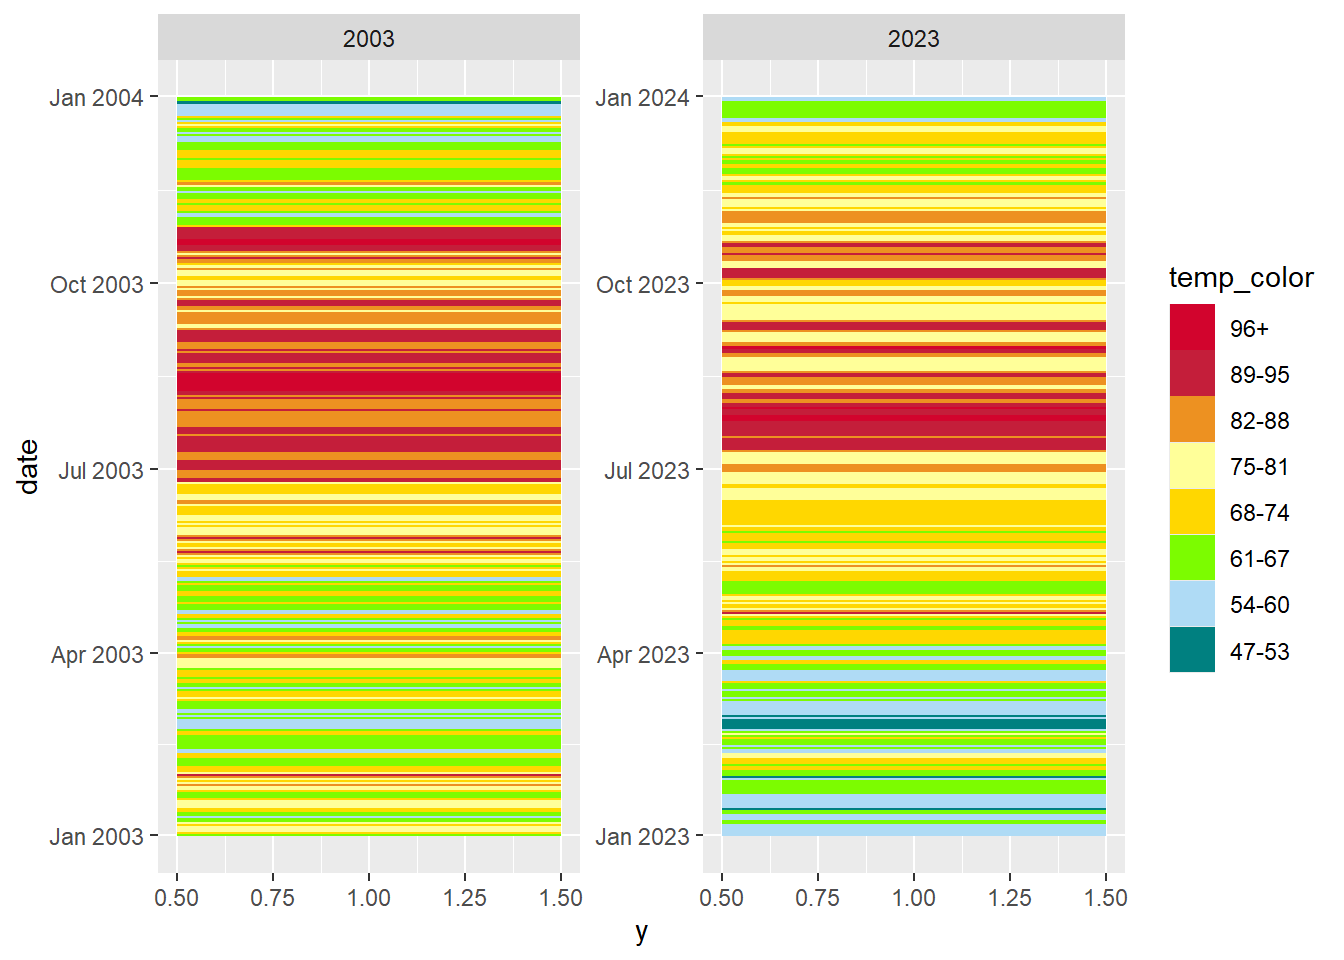 2003
2023
Jan 2004
Oct 2003
Jul 2003
Apr 2003
Jan 2003
Jan 2024
Oct 2023
Jul 2023
Apr 2023
Jan 2023
date
0.50 0.75 1.00 1.25 1.50
0.50 0.75 1.00 1.25 1.50
y
temp_color
96+
89-95
82-88
75-81
68-74
61-67
54-60
47-53